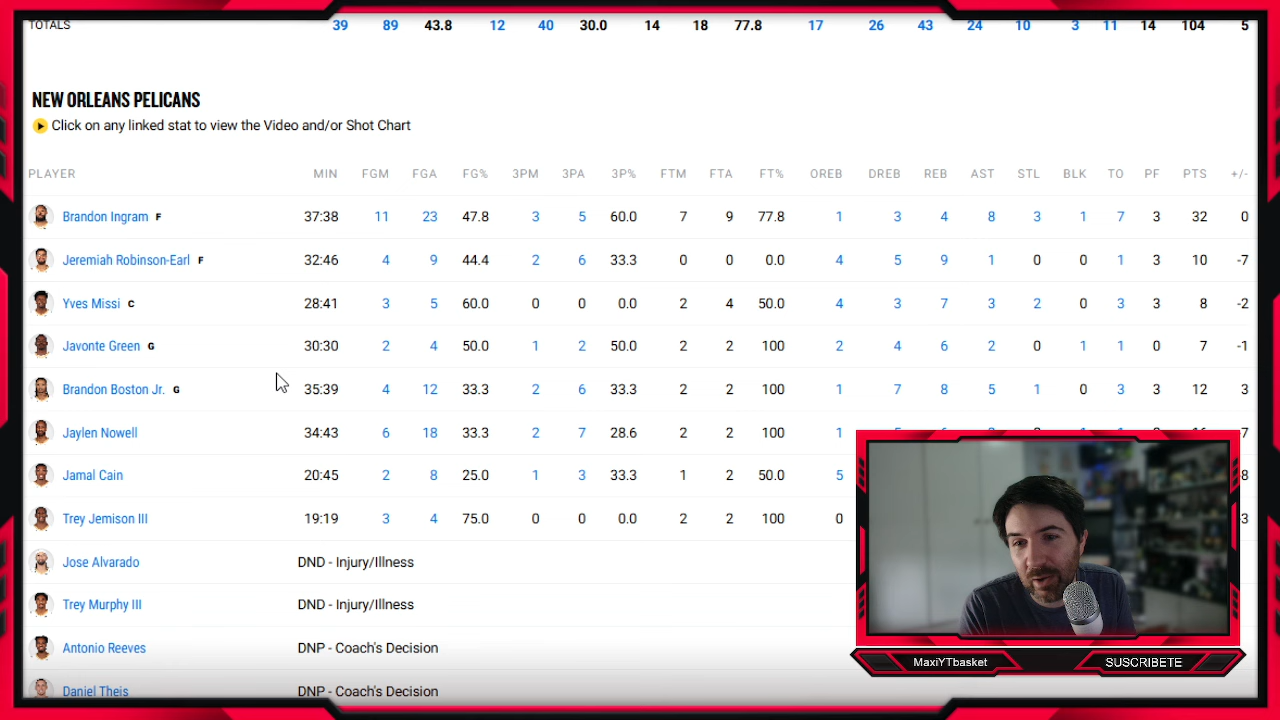 TOTALS 39 89 43.8 12 40 30.0 14 18 77.8 17 26 43 24 10 3 11 14 104 5
NEW ORLEANS PELICANS
Click on any linked stat to view the Video and/or Shot Chart
PLAYER MIN FGM FGA FG% 3PM 3PA 3P% FTM FTA FT% OREB DREB REB AST STL BLK TO PF PTS +/-
Brandon Ingram F 37:38 11 23 47.8 3 5 60.0 7 9 77.8 1 3 4 8 3 1 7 3 32 0
Jeremiah Robinson-Earl F 32:46 4 9 44.4 2 6 33.3 0 0 0.0 4 5 9 1 0 0 1 3 10 -7
Yves Missi C 28:41 3 5 60.0 0 0 0.0 2 4 50.0 4 3 7 3 2 0 3 3 8 -2
Javonte Green G 30:30 2 4 50.0 1 2 50.0 2 2 100 2 4 6 2 0 1 1 0 7 -1
Brandon Boston Jr. G 35:39 4 12 33.3 2 6 33.3 2 2 100 1 7 8 5 1 0 3 3 12 3
Jaylen Nowell 34:43 6 18 33.3 2 7 28.6 2 2 100 1
Jamal Cain 20:45 2 8 25.0 1 3 33.3 1 2 50.0 5
Trey Jemison III 19:19 3 4 75.0 0 0 0.0 2 2 100 0
Jose Alvarado DND - Injury/Illness
Trey Murphy III DND - Injury/Illness
Antonio Reeves DNP - Coach's Decision
Daniel Theis DNP - Coach's Decision
MaxiYTbasket
SUSCRIBETE